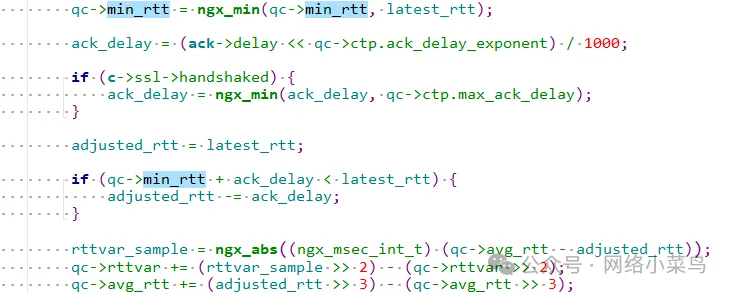 qc->min_rtt = ngx_min(qc->min_rtt, latest_rtt);
ack_delay = (ack->delay << qc->ctp.ack_delay_exponent) / 1000;
if (c->ssl->handshaked) {
ack_delay = ngx_min(ack_delay, qc->ctp.max_ack_delay);
}
adjusted_rtt = latest_rtt;
if (qc->min_rtt + ack_delay < latest_rtt) {
adjusted_rtt -= ack_delay;
}
rttvar_sample = ngx_abs((ngx_msec_int_t) (qc->avg_rtt - adjusted_rtt));
qc->rttvar += (rttvar_sample >> 2) - (qc->rttvar >> 2);
qc->avg_rtt += (adjusted_rtt >> 3) - (qc->avg_rtt >> 3);
公众号 · 网络小菜鸟